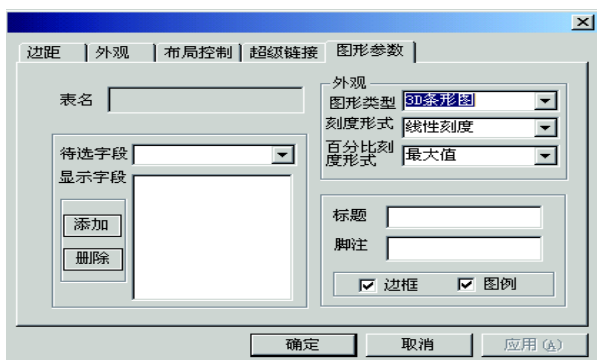 边距 外观 布局控制 超级链接 图形参数
表名
待选字段
显示字段
添加
删除
外观
图形类型 3D条形图
刻度形式 线性刻度
百分比刻
度形式 最大值
标题
脚注
边框 图例
确定 取消 应用(A)